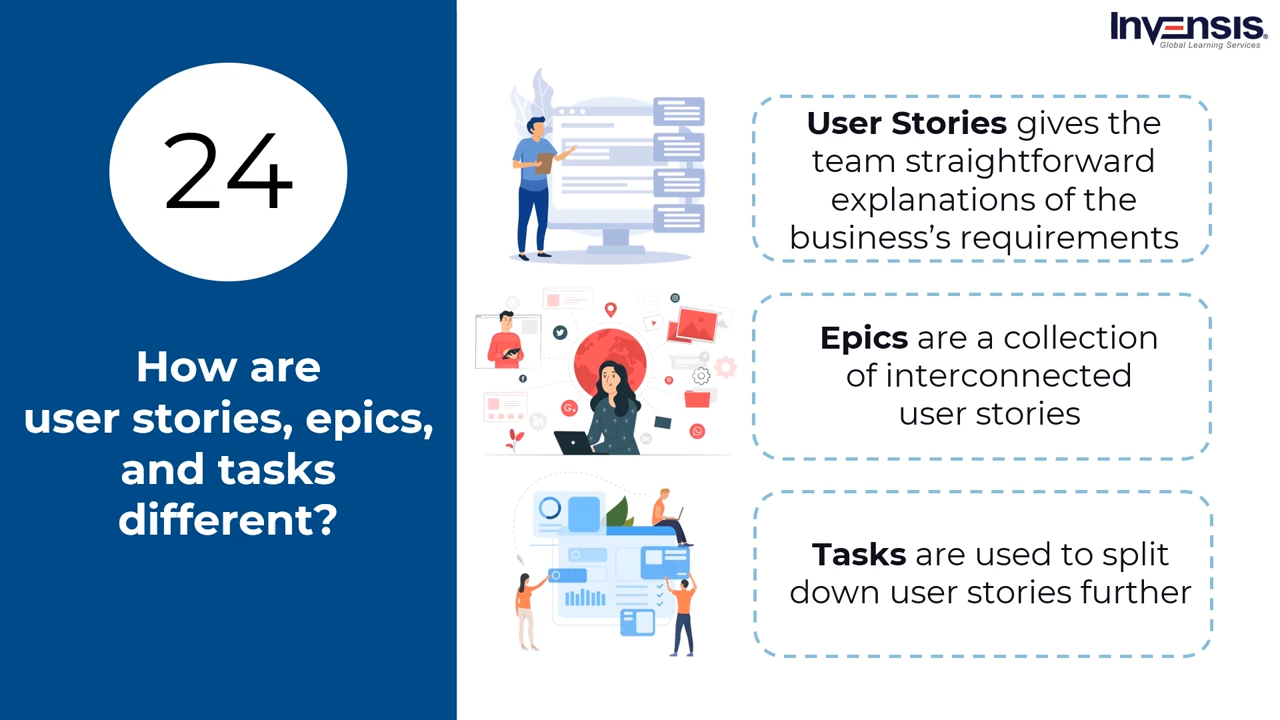 Invensis
Global Learning Services
24
How are
user stories, epics,
and tasks
different?
User Stories gives the
team straightforward
explanations of the
business’s requirements
Epics are a collection
of interconnected
user stories
Tasks are used to split
down user stories further